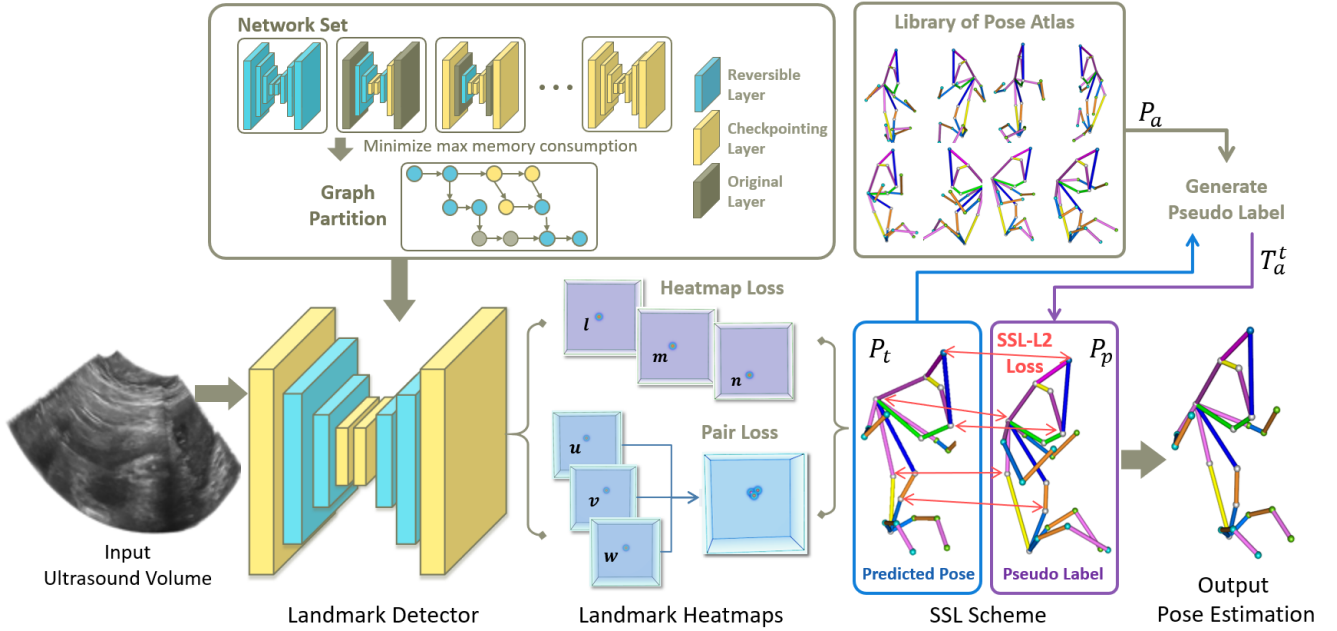 Network Set
Reversible
Layer
Checkpointing
Layer
Original
Layer
Minimize max memory consumption
Graph
Partition
Library of Pose Atlas
P_a
Generate
Pseudo Label
T_a^t
Input
Ultrasound Volume
Landmark Detector
Heatmap Loss
l
m
n
Pair Loss
u
v
w
Landmark Heatmaps
P_t
SSL-L2
Loss
P_p
Predicted Pose
Pseudo Label
SSL Scheme
Output
Pose Estimation